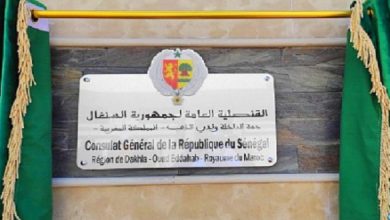 القنصلية العامة لجمهورية السنغال
جهة الداخلة وادي الذهب - المملكة المغربية
Consulat Général de la République du Sénégal
Région de Dakhla - Oued Eddahab - Royaume du Maroc